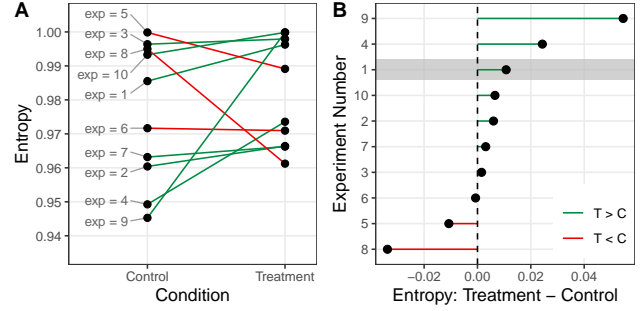 A
exp = 5
exp = 3
exp = 8
exp = 10
exp = 1
exp = 6
exp = 7
exp = 2
exp = 4
exp = 9
1.00
0.99
0.98
0.97
0.96
0.95
0.94
Entropy
Control
Treatment
Condition
B
9
4
1
10
2
7
3
6
5
8
Experiment Number
T > C
T < C
−0.02
0.00
0.02
0.04
Entropy: Treatment − Control